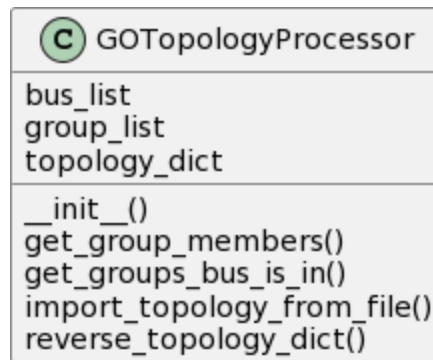 C GOTopologyProcessor
bus_list
group_list
topology_dict
__init__()
get_group_members()
get_groups_bus_is_in()
import_topology_from_file()
reverse_topology_dict()